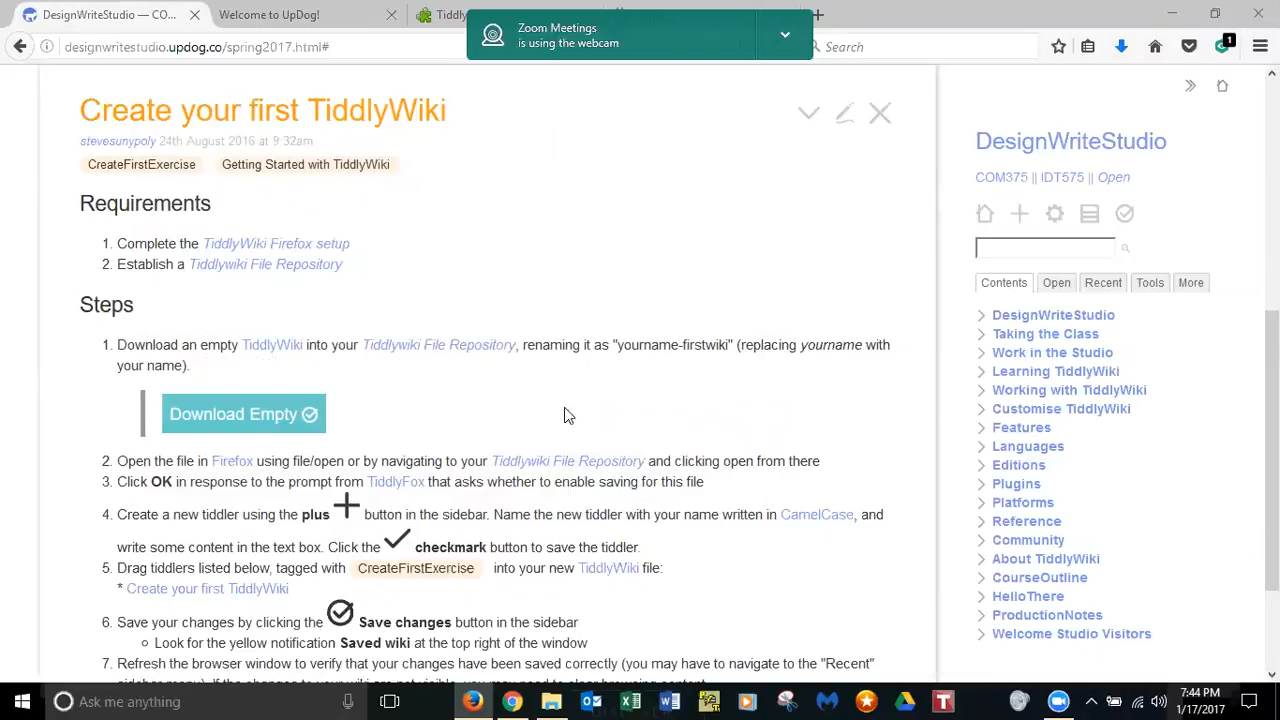 DesignWriteStudio — CO...
Welcome to UpDog!
Tiddly
Zoom Meetings
is using the webcam
designwritestudio.updog.co/spring2017.html#
Search
1
Create your first TiddlyWiki
stevesunypoly 24th August 2016 at 9:32am
CreateFirstExercise Getting Started with TiddlyWiki
Requirements
1. Complete the TiddlyWiki Firefox setup
2. Establish a Tiddlywiki File Repository
Steps
1. Download an empty TiddlyWiki into your Tiddlywiki File Repository, renaming it as "yourname-firstwiki" (replacing yourname with
your name).
Download Empty
2. Open the file in Firefox using file/open or by navigating to your Tiddlywiki File Repository and clicking open from there
3. Click OK in response to the prompt from TiddlyFox that asks whether to enable saving for this file
4. Create a new tiddler using the plus button in the sidebar. Name the new tiddler with your name written in CamelCase, and
write some content in the text box. Click the checkmark button to save the tiddler.
5. Drag tiddlers listed below, tagged with CreateFirstExercise into your new TiddlyWiki file:
* Create your first TiddlyWiki
6. Save your changes by clicking the Save changes button in the sidebar
Look for the yellow notification Saved wiki at the top right of the window
7. Refresh the browser window to verify that your changes have been saved correctly (you may have to navigate to the "Recent"
DesignWriteStudio
COM375 || IDT575 || Open
Contents Open Recent Tools More
DesignWriteStudio
Taking the Class
Work in the Studio
Learning TiddlyWiki
Working with TiddlyWiki
Customise TiddlyWiki
Features
Languages
Editions
Plugins
Platforms
Reference
Community
About TiddlyWiki
CourseOutline
HelloThere
ProductionNotes
Welcome Studio Visitors
Ask me anything
7:44 PM
1/17/2017